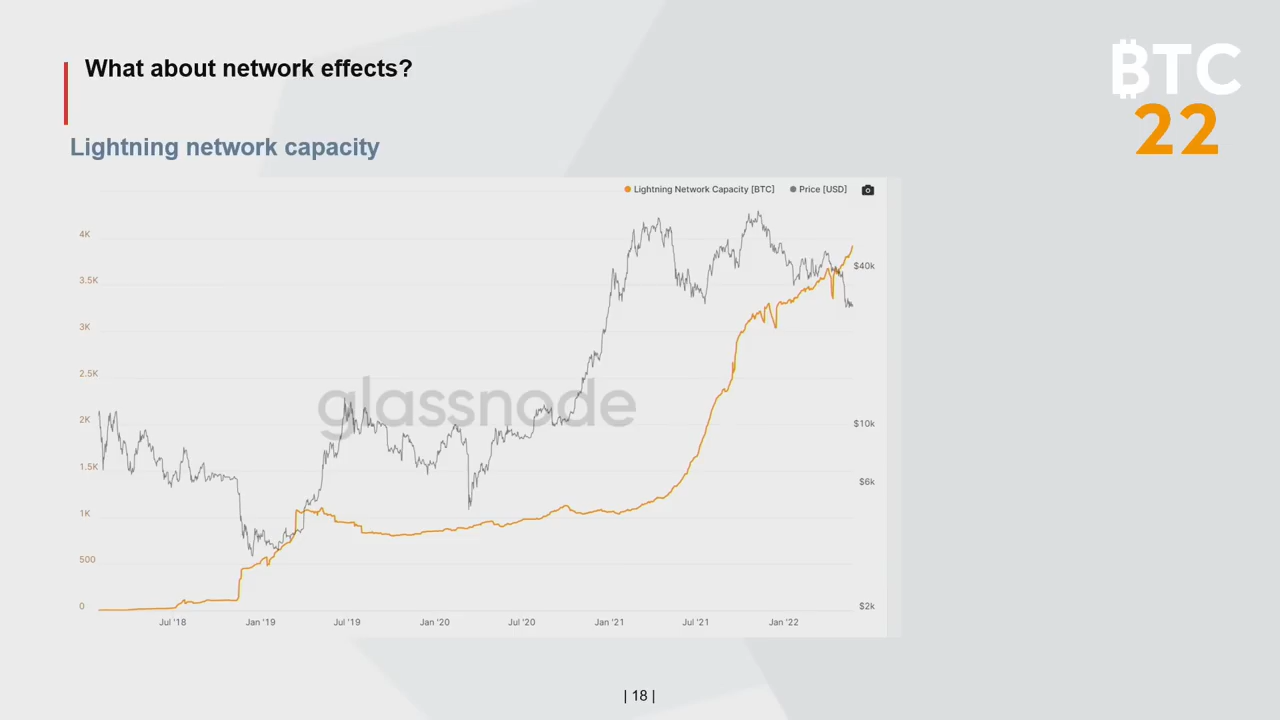 What about network effects?
BTC
22
Lightning network capacity
Lightning Network Capacity [BTC] Price [USD]
4K
3.5K
3K
2.5K
2K
1.5K
1K
500
0
$40k
$10k
$6k
$2k
glassnode
Jul '18 Jan '19 Jul '19 Jan '20 Jul '20 Jan '21 Jul '21 Jan '22
| 18 |